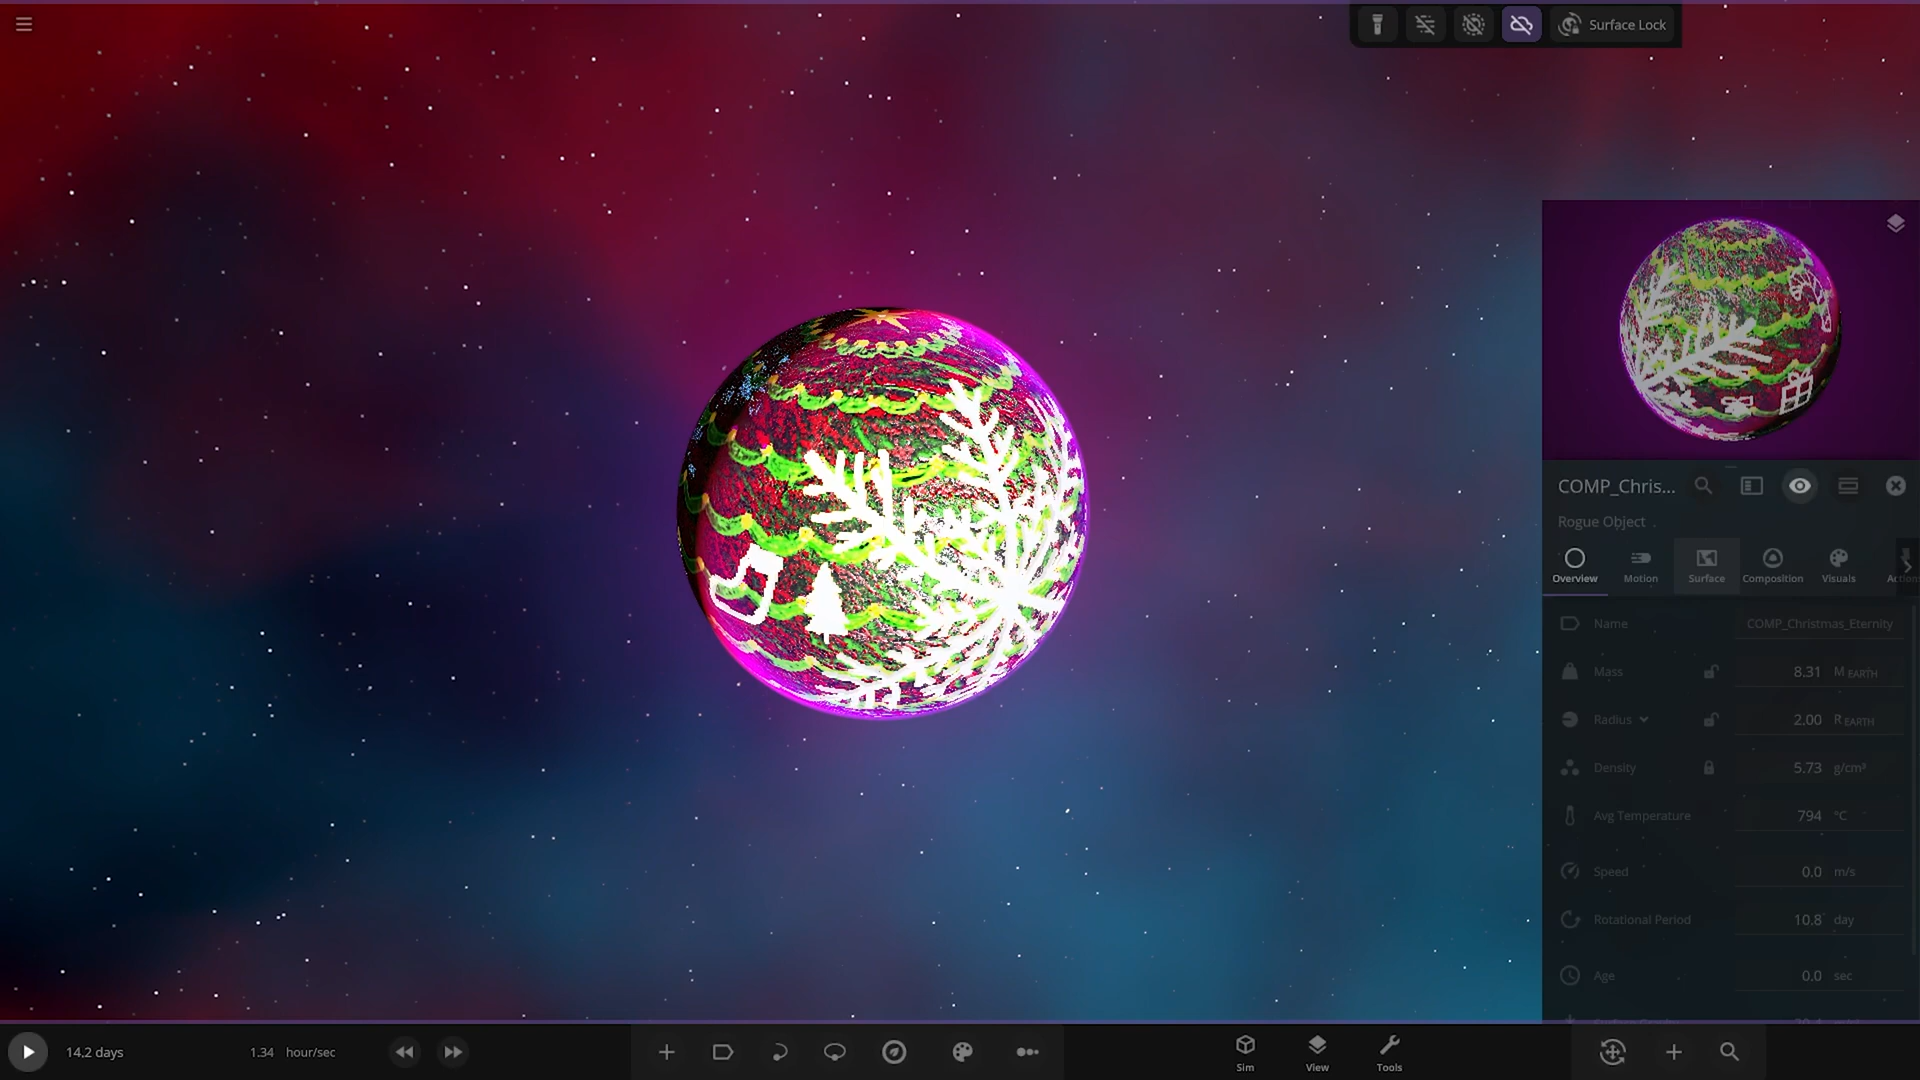 Surface Lock
COMP_Chris...
Rogue Object
Overview
Motion
Surface
Composition
Visuals
Name COMP_Christmas_Eternity
Mass 8.31 M EARTH
Radius 2.00 R EARTH
Density 5.73 g/cm³
Avg Temperature 794 °C
Speed 0.0 m/s
Rotational Period 10.8 day
Age 0.0 sec
14.2 days
1.34 hour/sec
Sim
View
Tools